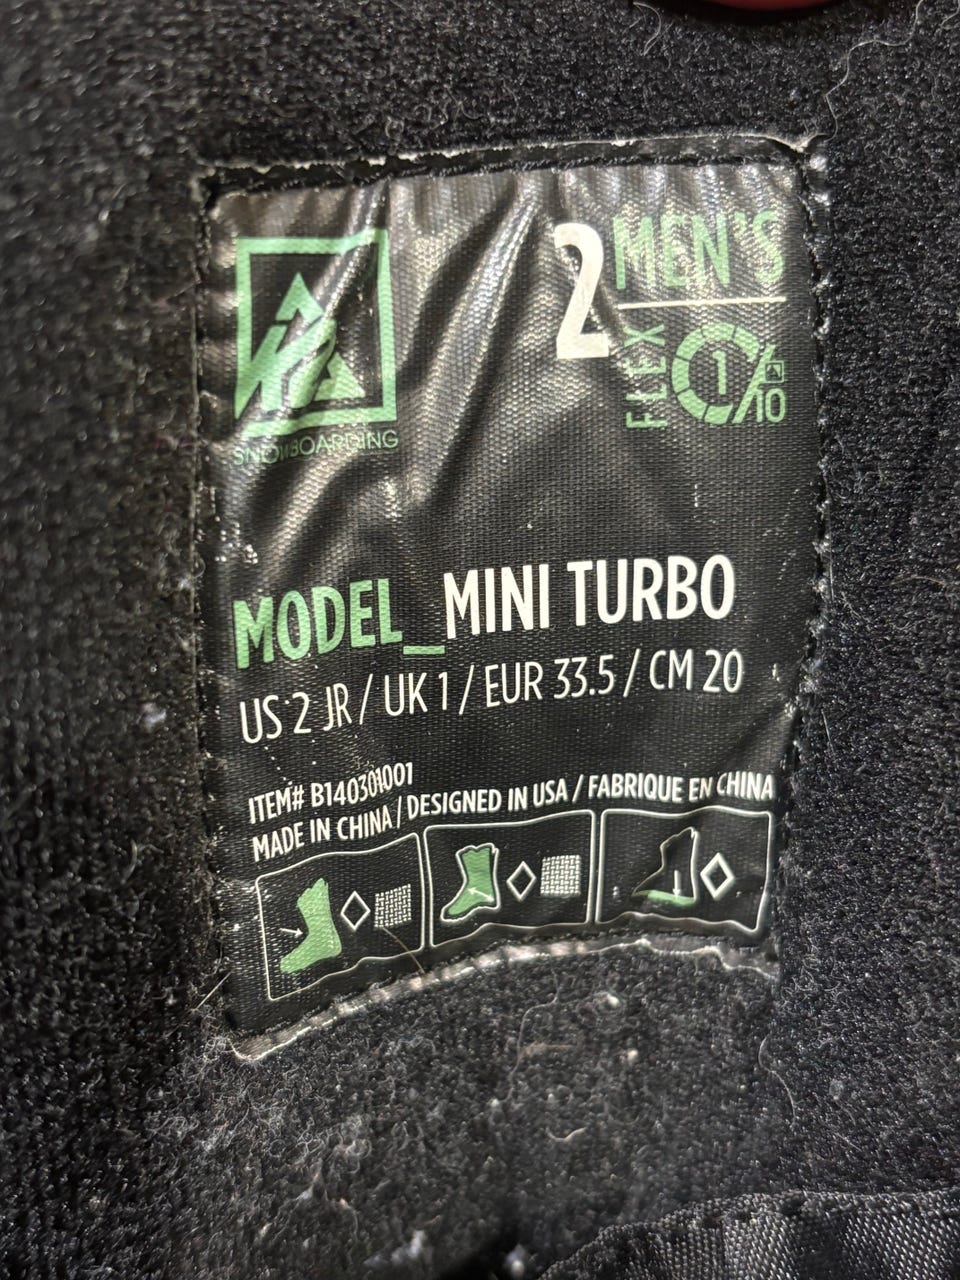 2 MEN'S
FLEX 1/10
SNOWBOARDING
MODEL_MINI TURBO
US 2 JR / UK 1 / EUR 33.5 / CM 20
ITEM# B140301001
MADE IN CHINA / DESIGNED IN USA / FABRIQUE EN CHINA